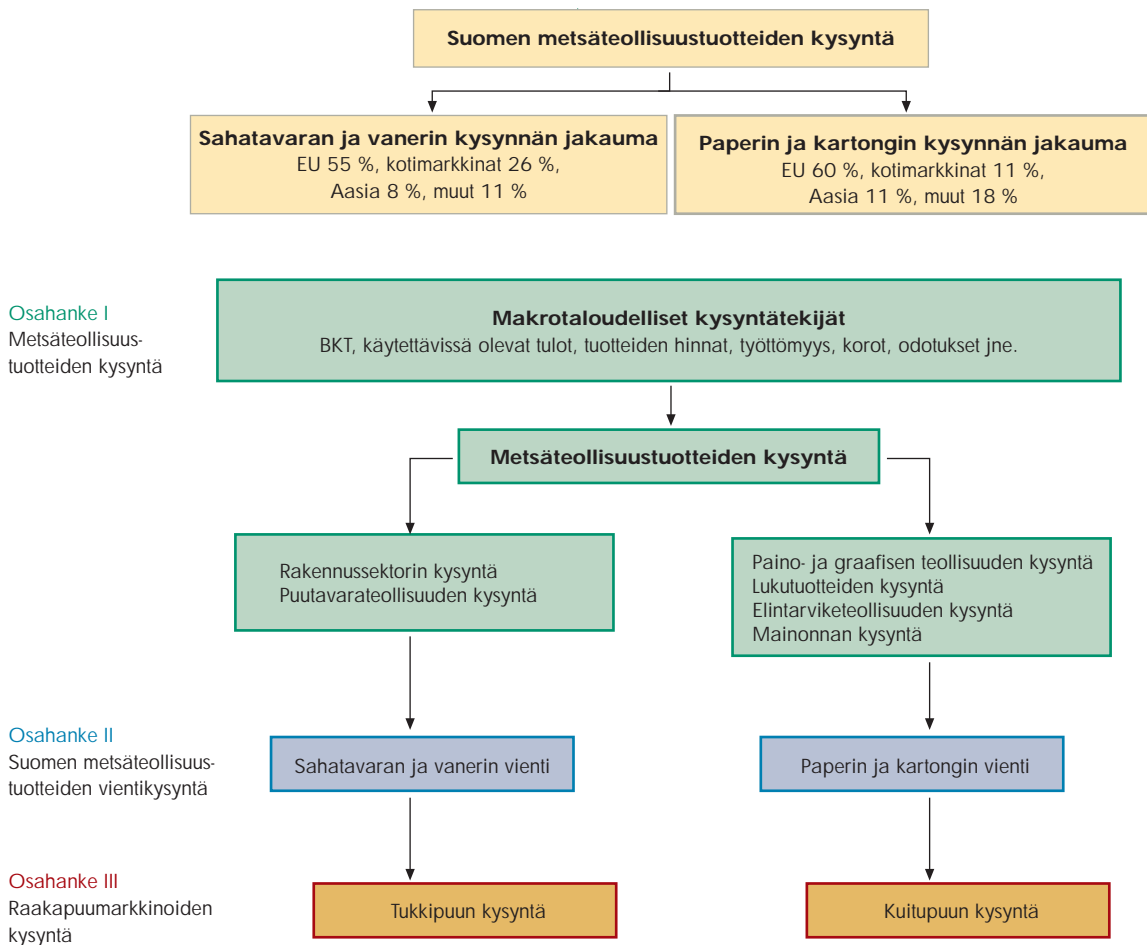 Suomen metsäteollisuustuotteiden kysyntä
Sahatavaran ja vanerin kysynnän jakauma
EU 55 %, kotimarkkinat 26 %,
Aasia 8 %, muut 11 %
Paperin ja kartongin kysynnän jakauma
EU 60 %, kotimarkkinat 11 %,
Aasia 11 %, muut 18 %
Osahanke I
Metsäteollisuus-
tuotteiden kysyntä
Makrotaloudelliset kysyntätekijät
BKT, käytettävissä olevat tulot, tuotteiden hinnat, työttömyys, korot, odotukset jne.
Metsäteollisuustuotteiden kysyntä
Rakennussektorin kysyntä
Puutavarateollisuuden kysyntä
Paino- ja graafisen teollisuuden kysyntä
Lukutuotteiden kysyntä
Elintarviketeollisuuden kysyntä
Mainonnan kysyntä
Osahanke II
Suomen metsäteollisuus-
tuotteiden vientikysyntä
Sahatavaran ja vanerin vienti
Paperin ja kartongin vienti
Osahanke III
Raakapuumarkkinoiden
kysyntä
Tukkipuun kysyntä
Kuitupuun kysyntä